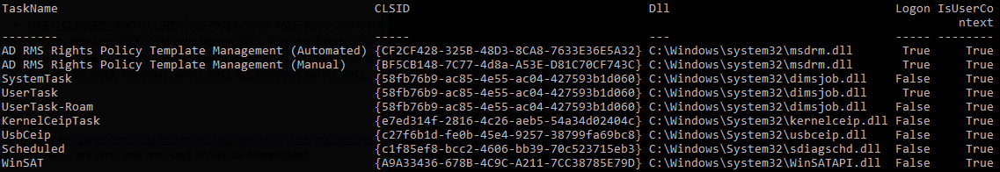 TaskName CLSID Dll Logon IsUserCo
ntext
-------- ----- --- ----- --------
AD RMS Rights Policy Template Management (Automated) {CF2CF428-325B-48D3-8CA8-7633E36E5A32} C:\Windows\system32\msdrm.dll True True
AD RMS Rights Policy Template Management (Manual) {BF5CB148-7C77-4d8a-A53E-D81C70CF743C} C:\Windows\system32\msdrm.dll True True
SystemTask {58fb76b9-ac85-4e55-ac04-427593b1d060} C:\Windows\system32\dimsjob.dll False True
UserTask {58fb76b9-ac85-4e55-ac04-427593b1d060} C:\Windows\system32\dimsjob.dll True True
UserTask-Roam {58fb76b9-ac85-4e55-ac04-427593b1d060} C:\Windows\system32\dimsjob.dll False True
KernelCeipTask {e7ed314f-2816-4c26-aeb5-54a34d02404c} C:\Windows\System32\kernelceip.dll False True
UsbCeip {c27f6b1d-fe0b-45e4-9257-38799fa69bc8} C:\Windows\System32\usbceip.dll False True
Scheduled {c1f85ef8-bcc2-4606-bb39-70c523715eb3} C:\Windows\System32\sdiagschd.dll False True
WinSAT {A9A33436-678B-4C9C-A211-7CC38785E79D} C:\Windows\System32\WinSATAPI.dll False True